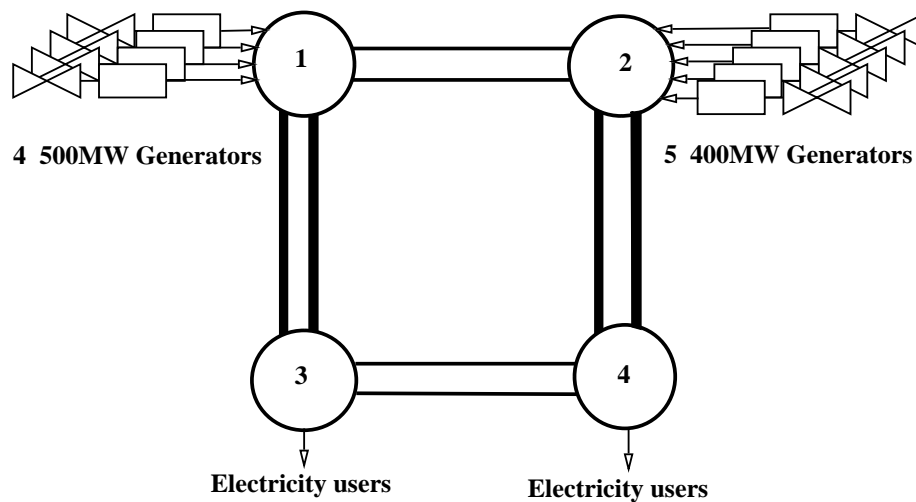 1
2
4 500MW Generators
5 400MW Generators
3
4
Electricity users
Electricity users